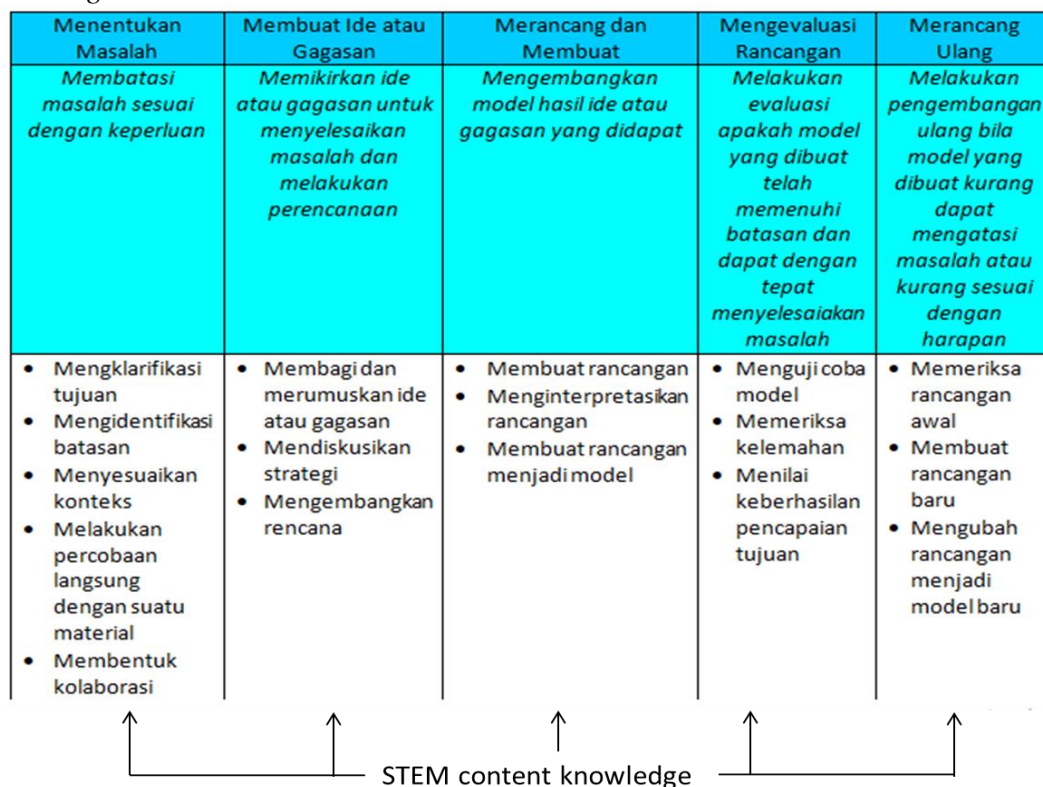 Menentukan
Masalah
Membuat Ide atau
Gagasan
Merancang dan
Membuat
Mengevaluasi
Rancangan
Merancang
Ulang
Membatasi
masalah sesuai
dengan keperluan
Memikirkan ide
atau gagasan untuk
menyelesaikan
masalah dan
melakukan
perencanaan
Mengembangkan
model hasil ide atau
gagasan yang didapat
Melakukan
evaluasi
apakah model
yang dibuat
telah
memenuhi
batasan dan
dapat dengan
tepat
menyelesaiakan
masalah
Melakukan
pengembangan
ulang bila
model yang
dibuat kurang
dapat
mengatasi
masalah atau
kurang sesuai
dengan
harapan
• Mengklarifikasi
tujuan
• Mengidentifikasi
batasan
• Menyesuaikan
konteks
• Melakukan
percobaan
langsung
dengan suatu
material
• Membentuk
kolaborasi
• Membagi dan
merumuskan ide
atau gagasan
• Mendiskusikan
strategi
• Mengembangkan
rencana
• Membuat rancangan
• Menginterpretasikan
rancangan
• Membuat rancangan
menjadi model
• Menguji coba
model
• Memeriksa
kelemahan
• Menilai
keberhasilan
pencapaian
tujuan
• Memeriksa
rancangan
awal
• Membuat
rancangan
baru
• Mengubah
rancangan
menjadi
model baru
STEM content knowledge